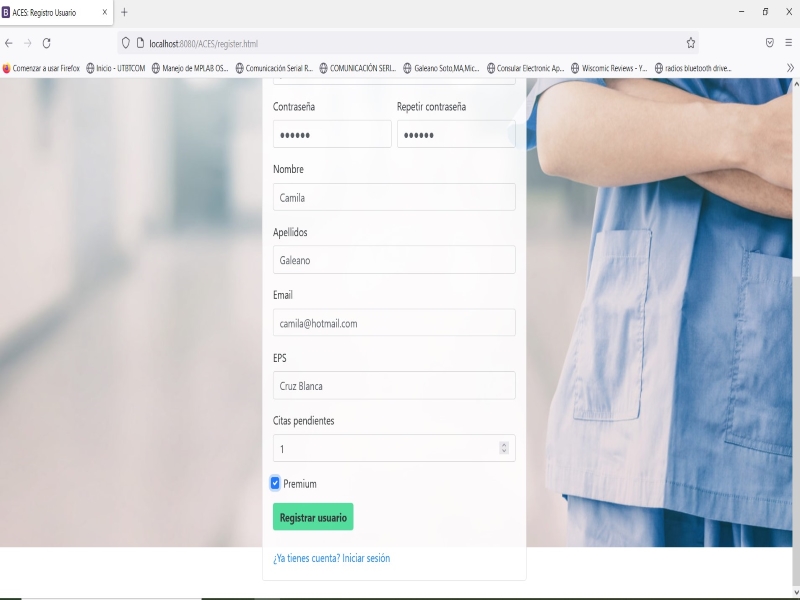 ACES: Registro Usuario
localhost:8080/ACES/register.html
Comenzar a usar Firefox Inicio - UTBTCOM Manejo de MPLAB OS... Comunicación Serial R... COMUNICACIÓN SERI... Galeano Soto,MA,Mic... Consular Electronic Ap... Wiscomic Reviews - Y... radios bluetooth drive...
Contraseña Repetir contraseña
Nombre
Camila
Apellidos
Galeano
Email
camila@hotmail.com
EPS
Cruz Blanca
Citas pendientes
1
Premium
Registrar usuario
¿Ya tienes cuenta? Iniciar sesión